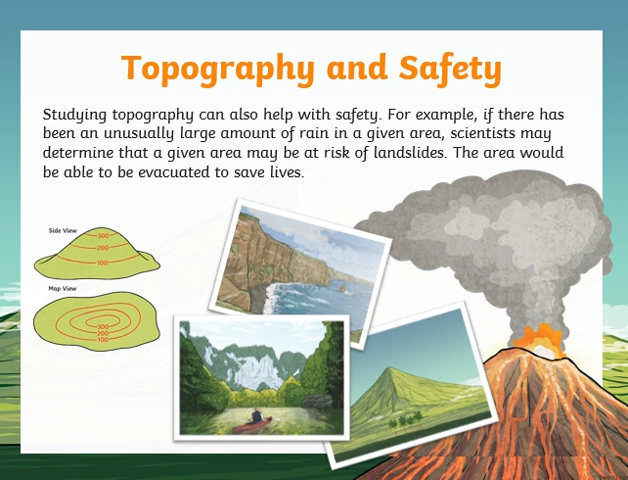 Topography and Safety
Studying topography can also help with safety. For example, if there has
been an unusually large amount of rain in a given area, scientists may
determine that a given area may be at risk of landslides. The area would
be able to be evacuated to save lives.
Side View
300
200
100
Map View
300
200
100